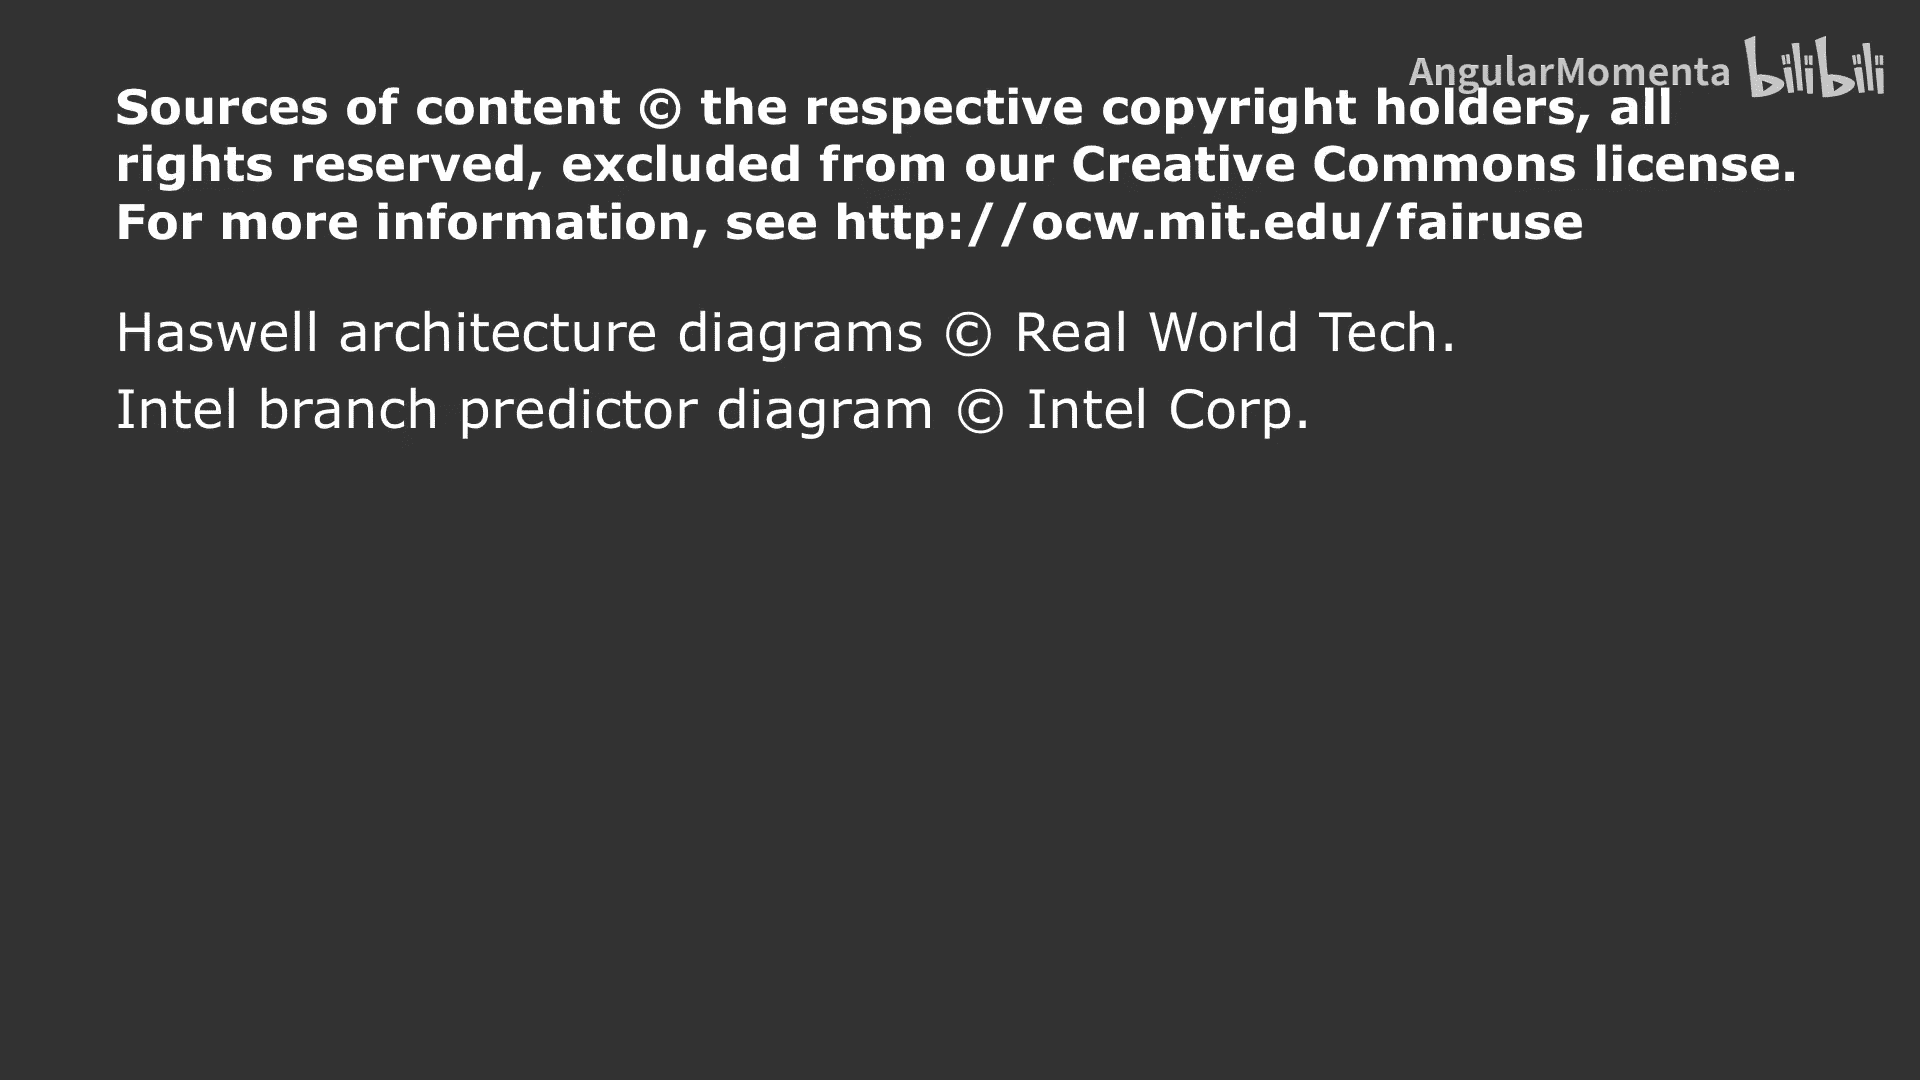 AngularMomenta bilibili
Sources of content © the respective copyright holders, all
rights reserved, excluded from our Creative Commons license.
For more information, see http://ocw.mit.edu/fairuse
Haswell architecture diagrams © Real World Tech.
Intel branch predictor diagram © Intel Corp.